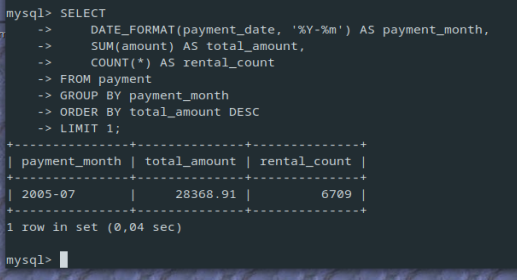 mysql> SELECT
    ->     DATE_FORMAT(payment_date, '%Y-%m') AS payment_month,
    ->     SUM(amount) AS total_amount,
    ->     COUNT(*) AS rental_count
    -> FROM payment
    -> GROUP BY payment_month
    -> ORDER BY total_amount DESC
    -> LIMIT 1;
+---------------+--------------+--------------+
| payment_month | total_amount | rental_count |
+---------------+--------------+--------------+
| 2005-07       |     28368.91 |         6709 |
+---------------+--------------+--------------+
1 row in set (0,04 sec)
mysql>